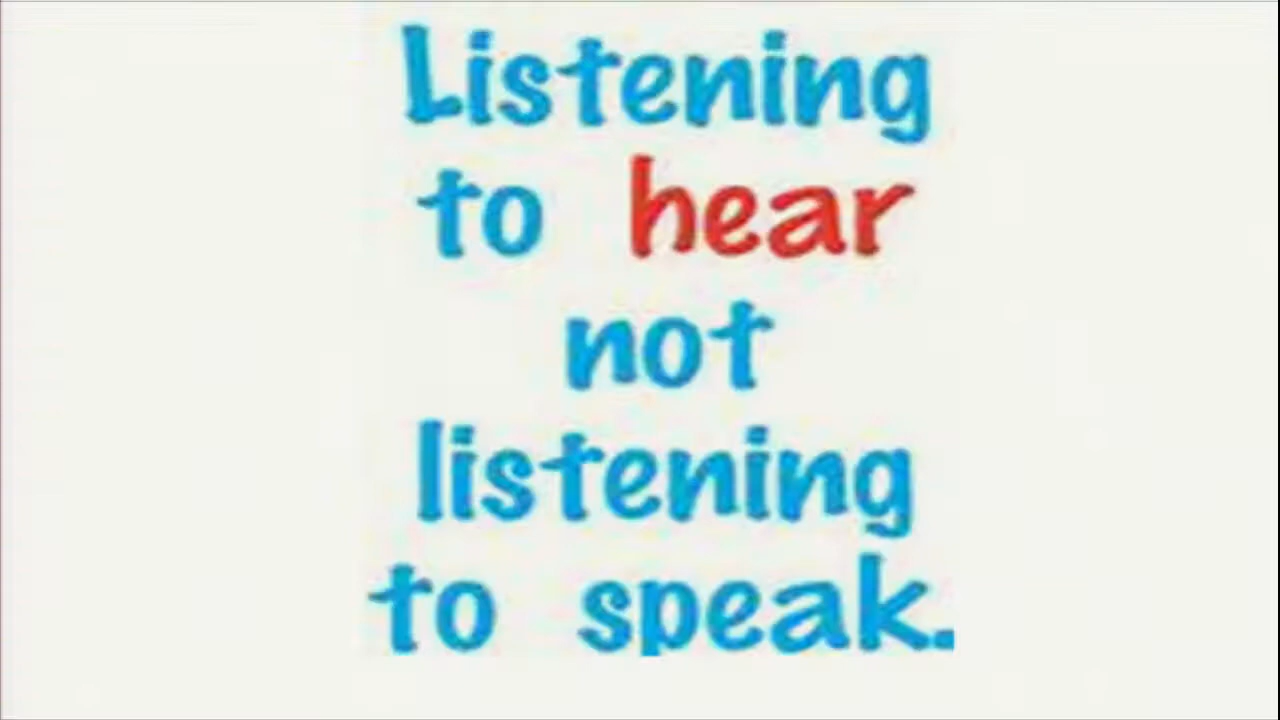 Listening
to hear
not
listening
to speak.